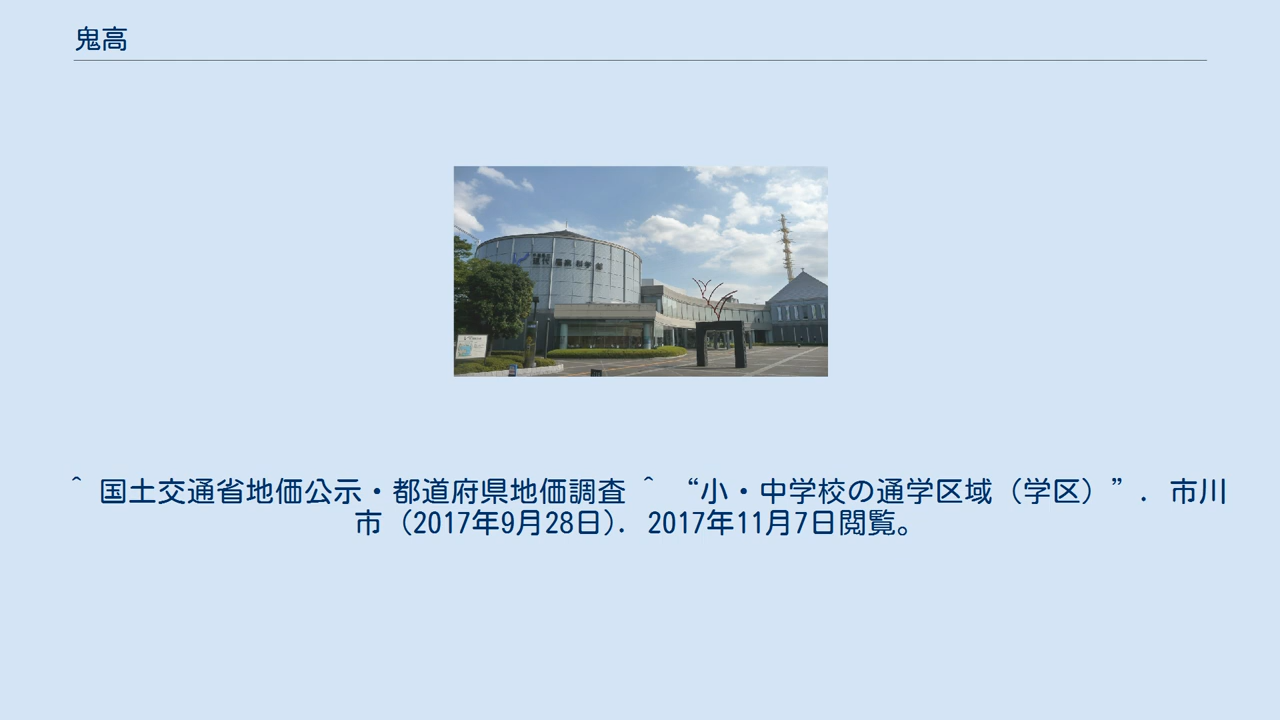 鬼高
^ 国土交通省地価公示・都道府県地価調査 ^ “小・中学校の通学区域（学区）”. 市川
市（2017年9月28日). 2017年11月7日閲覧。